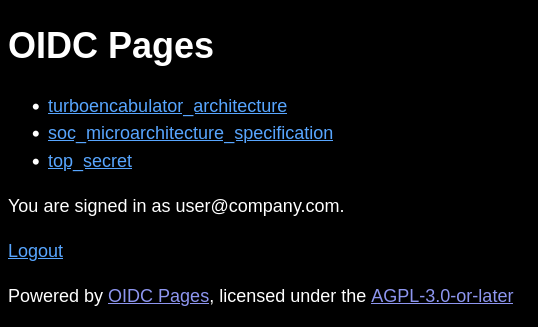 OIDC Pages
turboencabulator_architecture
soc_microarchitecture_specification
top_secret
You are signed in as user@company.com.
Logout
Powered by OIDC Pages, licensed under the AGPL-3.0-or-later